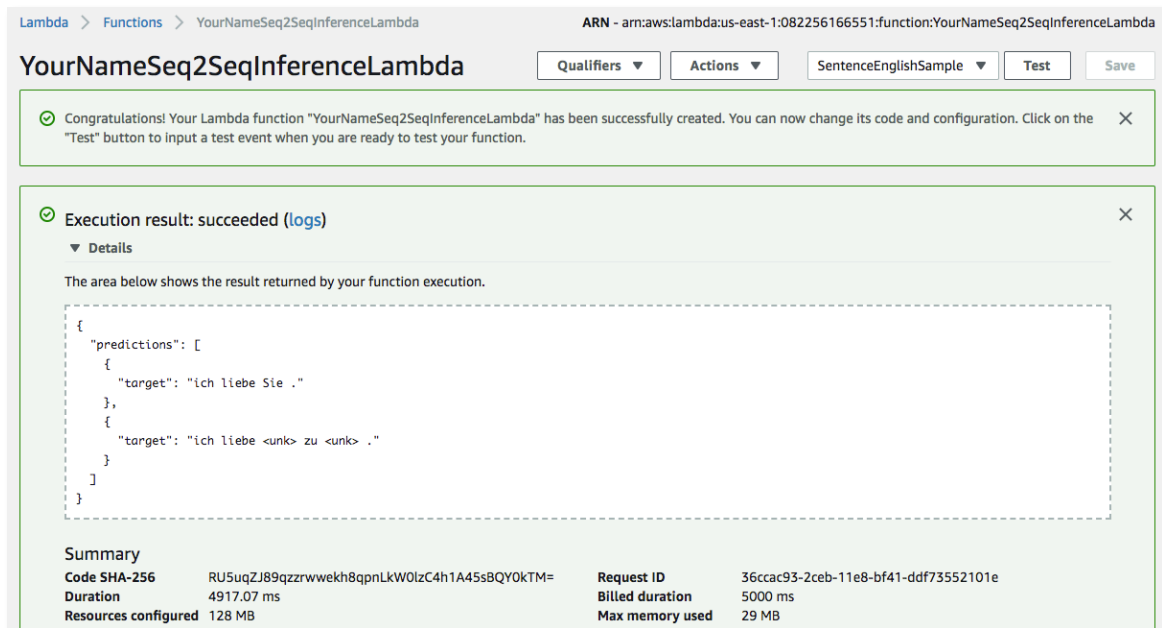 Lambda > Functions > YourNameSeq2SeqInferenceLambda ARN - arn:aws:lambda:us-east-1:082256166551:function:YourNameSeq2SeqInferenceLambda
YourNameSeq2SeqInferenceLambda Qualifiers ▼ Actions ▼ SentenceEnglishSample ▼ Test Save
Congratulations! Your Lambda function "YourNameSeq2SeqInferenceLambda" has been successfully created. You can now change its code and configuration. Click on the
"Test" button to input a test event when you are ready to test your function.
Execution result: succeeded (logs)
▼ Details
The area below shows the result returned by your function execution.
{
"predictions": [
{
"target": "ich liebe Sie ."
},
{
"target": "ich liebe <unk> zu <unk> ."
}
]
}
Summary
Code SHA-256 RU5uqZJ89qzzrwwekh8qpnLkW0lzC4h1A45sBQY0kTM= Request ID 36ccac93-2ceb-11e8-bf41-ddf73552101e
Duration 4917.07 ms Billed duration 5000 ms
Resources configured 128 MB Max memory used 29 MB